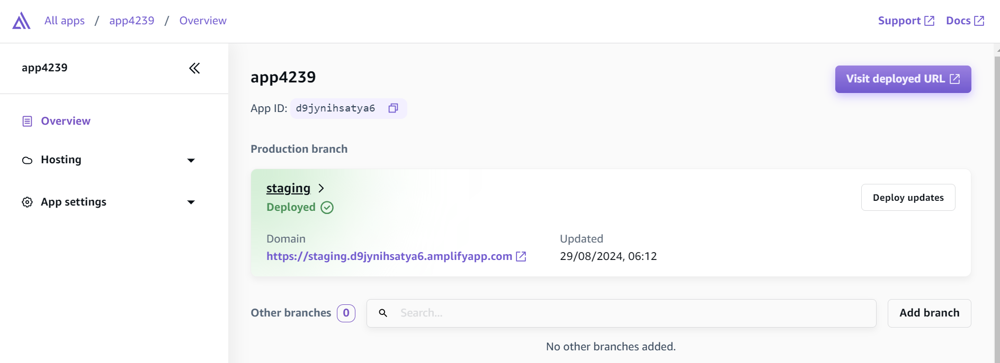 All apps / app4239 / Overview
Support Docs
app4239
Overview
Hosting
App settings
app4239
Visit deployed URL
App ID: d9jynihsatya6
Production branch
staging
Deployed
Deploy updates
Domain
https://staging.d9jynihsatya6.amplifyapp.com
Updated
29/08/2024, 06:12
Other branches 0
Search...
Add branch
No other branches added.